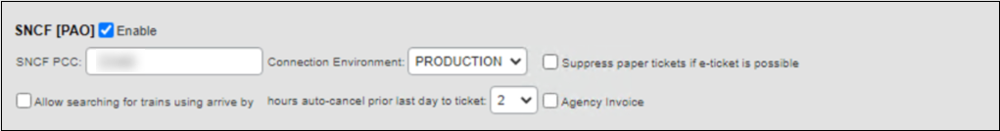 SNCF [PAO] Enable
SNCF PCC: Connection Environment: PRODUCTION Suppress paper tickets if e-ticket is possible
Allow searching for trains using arrive by hours auto-cancel prior last day to ticket: 2 Agency Invoice